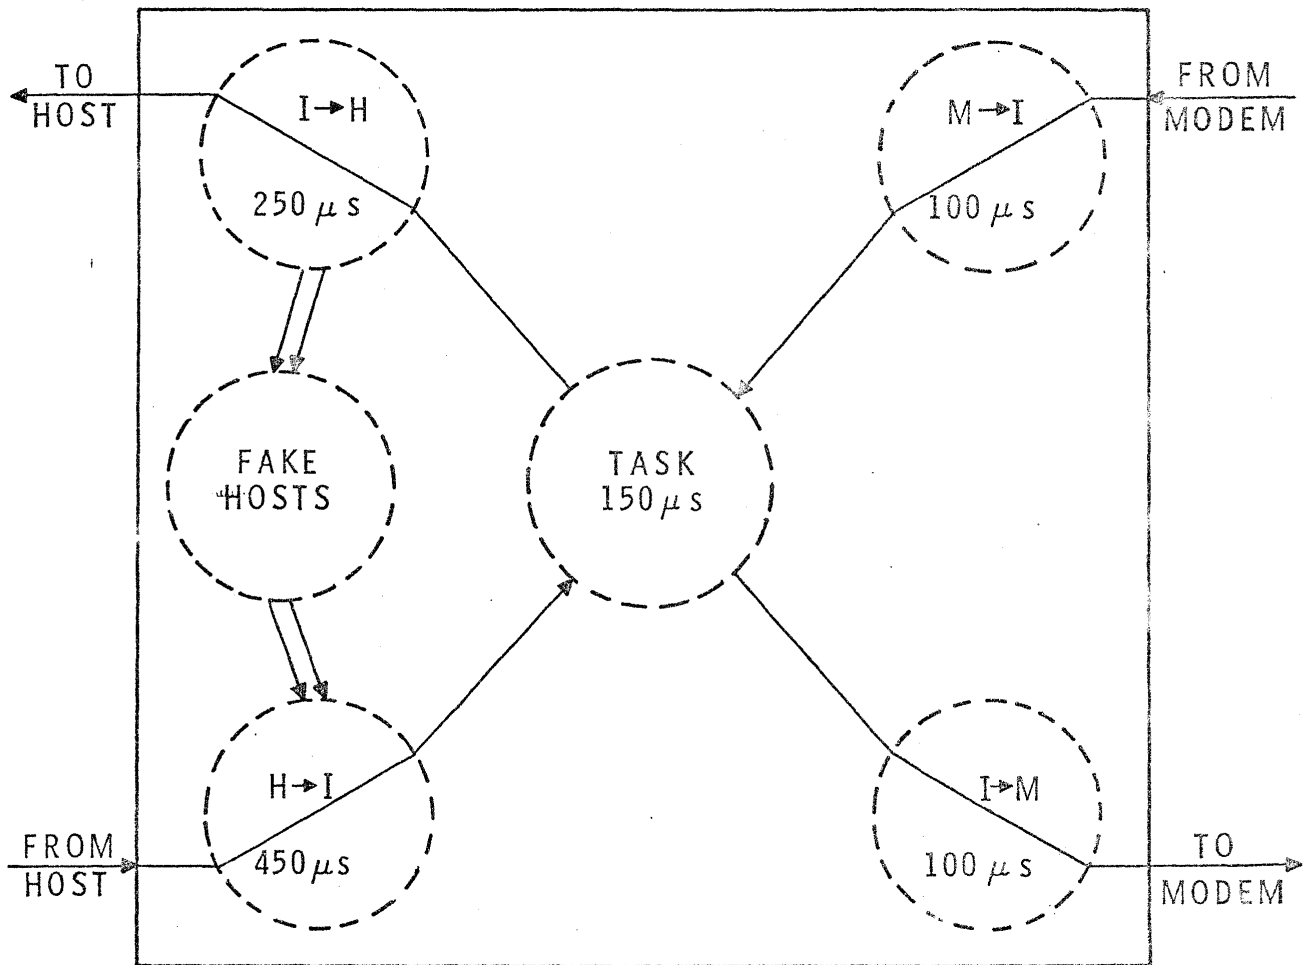 TO
HOST
I→H
250 μs
M→I
100 μs
FROM
MODEM
FAKE
HOSTS
TASK
150 μs
H→I
450 μs
FROM
HOST
I→M
100 μs
TO
MODEM